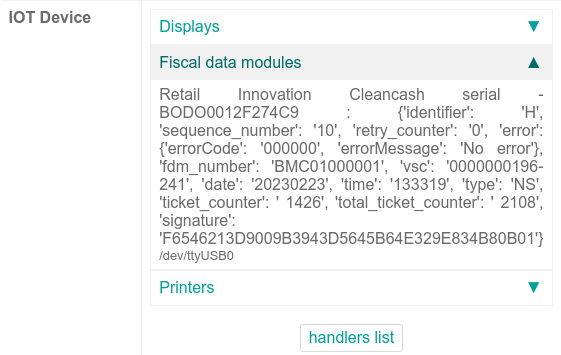 IOT Device
Displays ▼
Fiscal data modules ▲
Retail Innovation Cleancash serial -
BODO0012F274C9 : {'identifier': 'H',
'sequence_number': '10', 'retry_counter': '0', 'error':
{'errorCode': '000000', 'errorMessage': 'No error'},
'fdm_number': 'BMC01000001', 'vsc': '0000000196-
241', 'date': '20230223', 'time': '133319', 'type': 'NS',
'ticket_counter': ' 1426', 'total_ticket_counter': ' 2108',
'signature':
'F6546213D9009B3943D5645B64E329E834B80B01'}
/dev/ttyUSB0
Printers ▼
handlers list